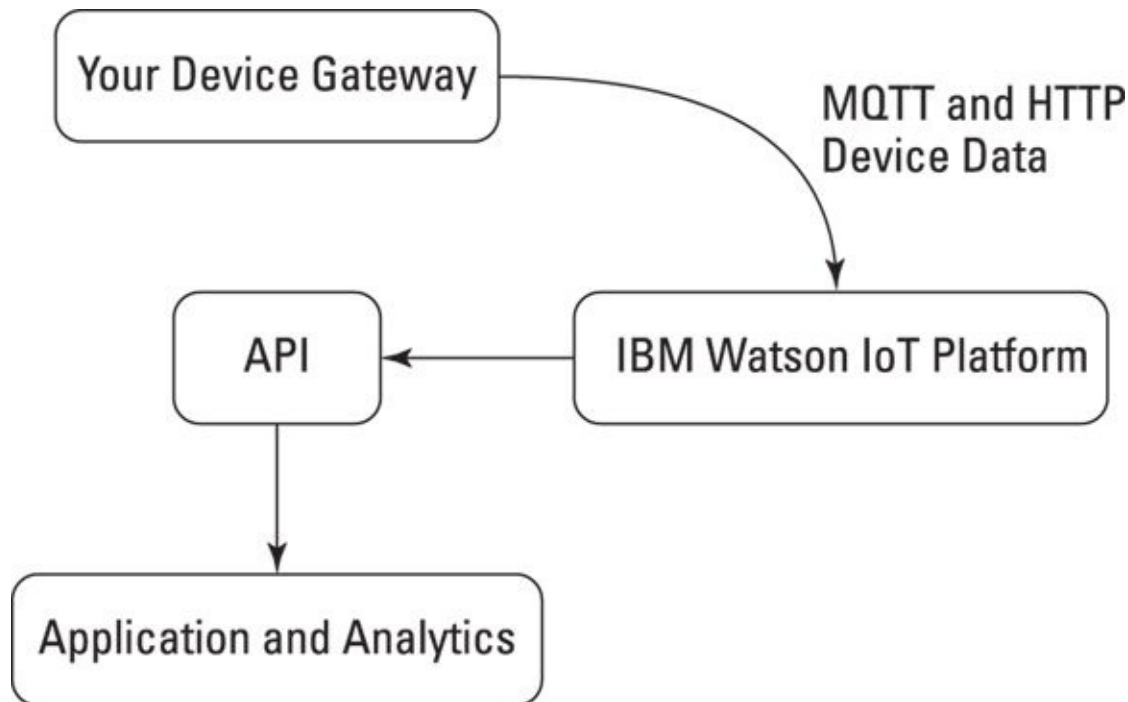 Your Device Gateway
MQTT and HTTP
Device Data
API
IBM Watson IoT Platform
Application and Analytics